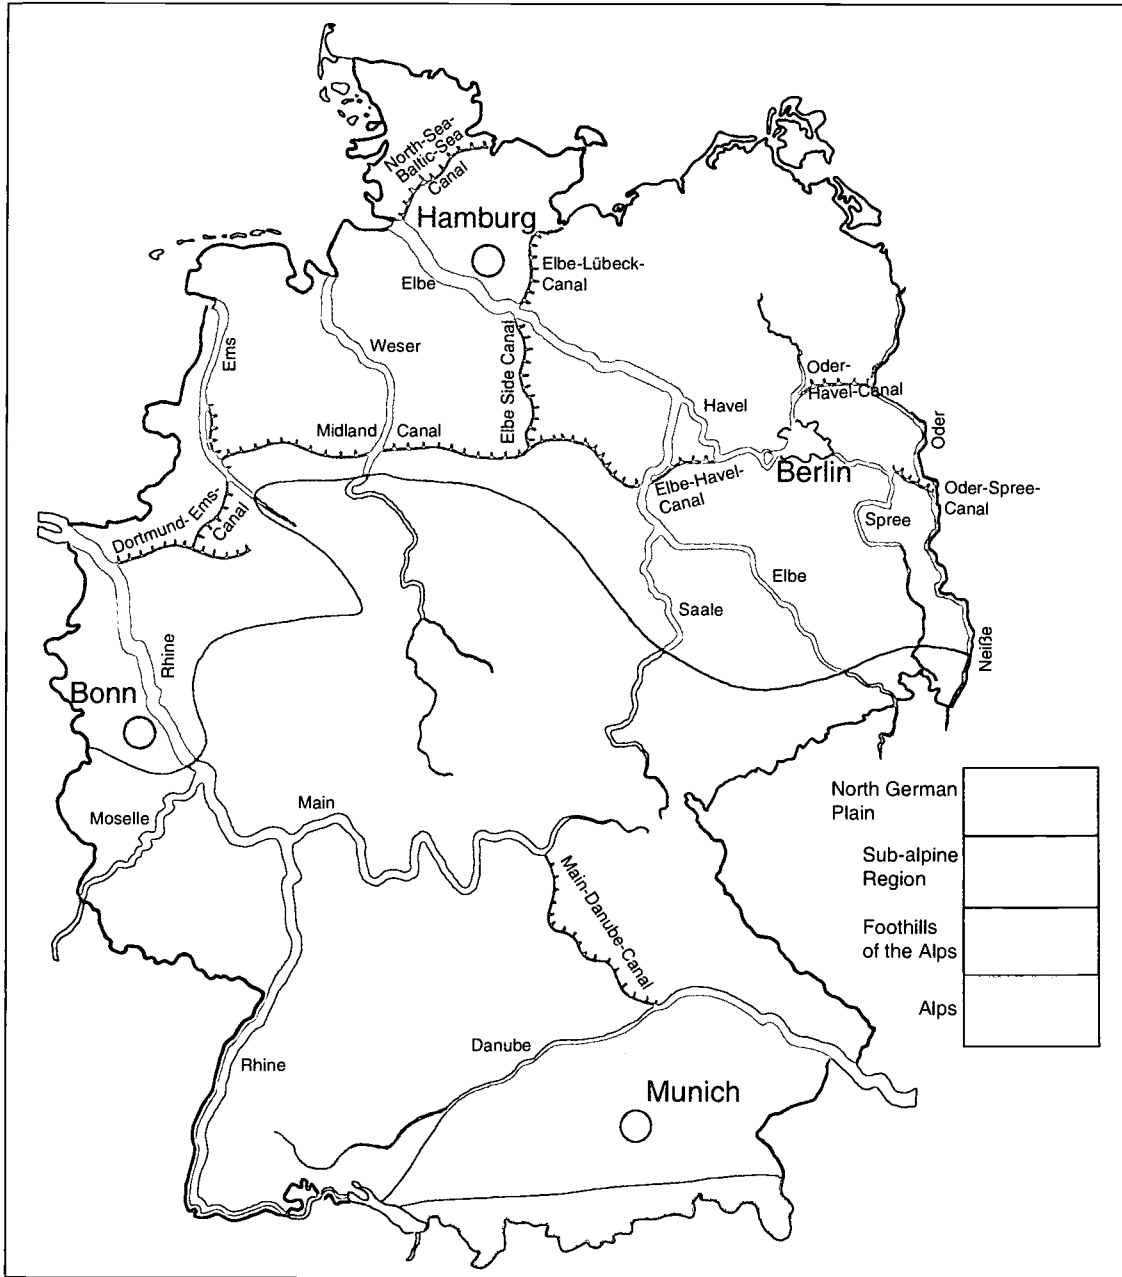 North-Sea-
Baltic-Sea
Canal
Hamburg
Elbe-Lübeck-
Canal
Elbe
Ems
Weser
Elbe Side Canal
Oder-
Havel-Canal
Havel
Oder
Midland Canal
Berlin
Elbe-Havel-
Canal
Oder-Spree-
Canal
Dortmund-Ems-
Canal
Spree
Elbe
Saale
Rhine
Neiße
Bonn
Moselle
Main
North German
Plain
Sub-alpine
Region
Foothills
of the Alps
Alps
Main-Danube-Canal
Danube
Rhine
Munich